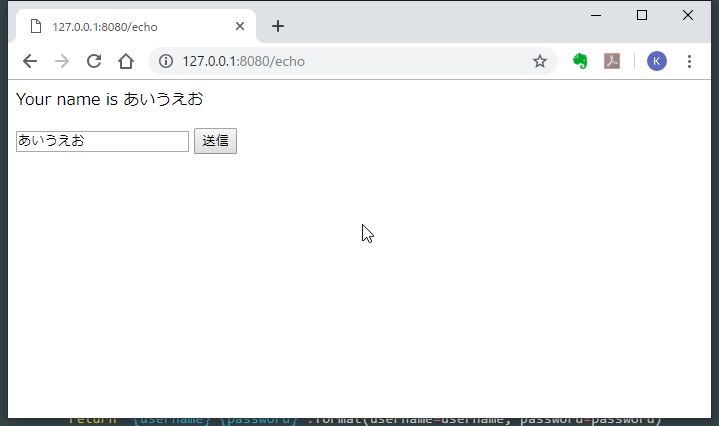 127.0.0.1:8080/echo
127.0.0.1:8080/echo
K
Your name is あいうえお
あいうえお 送信
return '{username} {password}'.format(username=username, password=password)